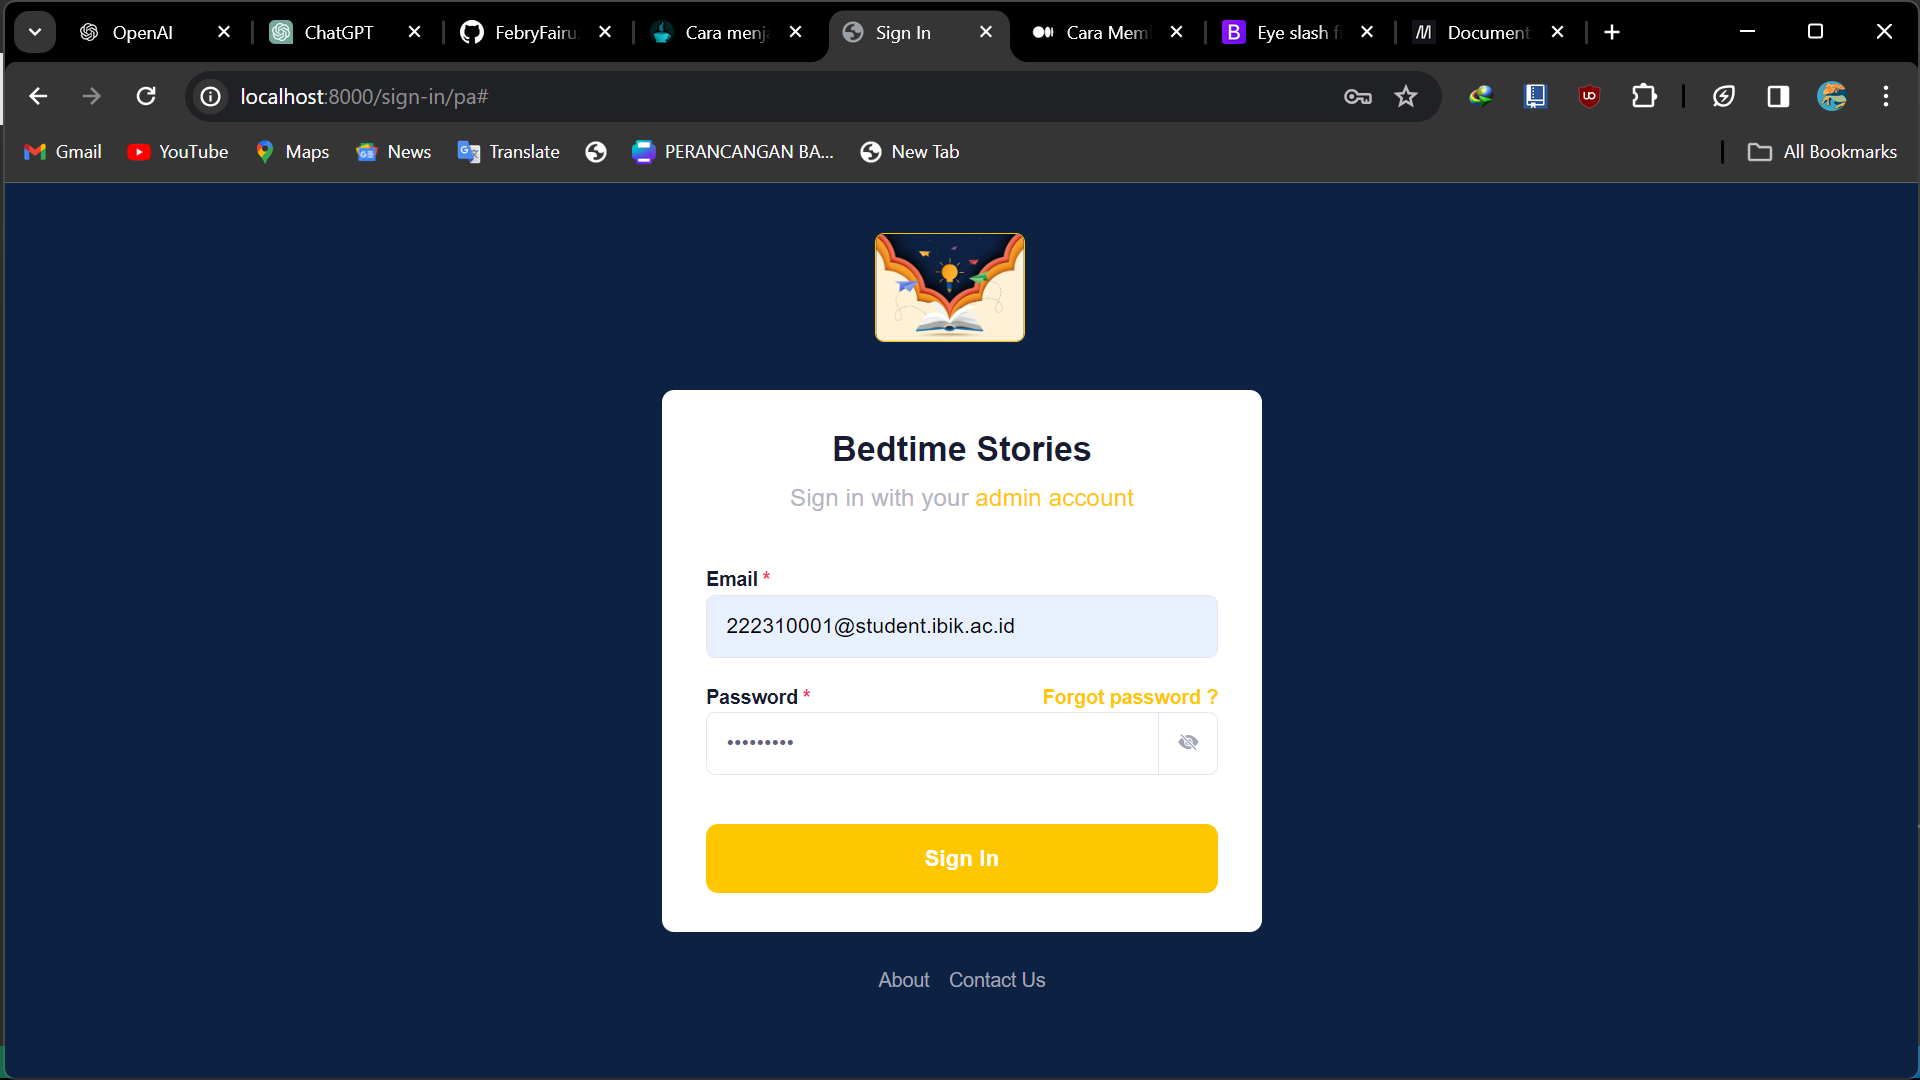 OpenAI
ChatGPT
FebryFairu
Cara menja
Sign In
Cara Mem
Eye slash f
Document
localhost:8000/sign-in/pa#
Gmail
YouTube
Maps
News
Translate
PERANCANGAN BA...
New Tab
All Bookmarks
Bedtime Stories
Sign in with your admin account
Email *
222310001@student.ibik.ac.id
Password *
Forgot password ?
•••••••••
Sign In
About
Contact Us